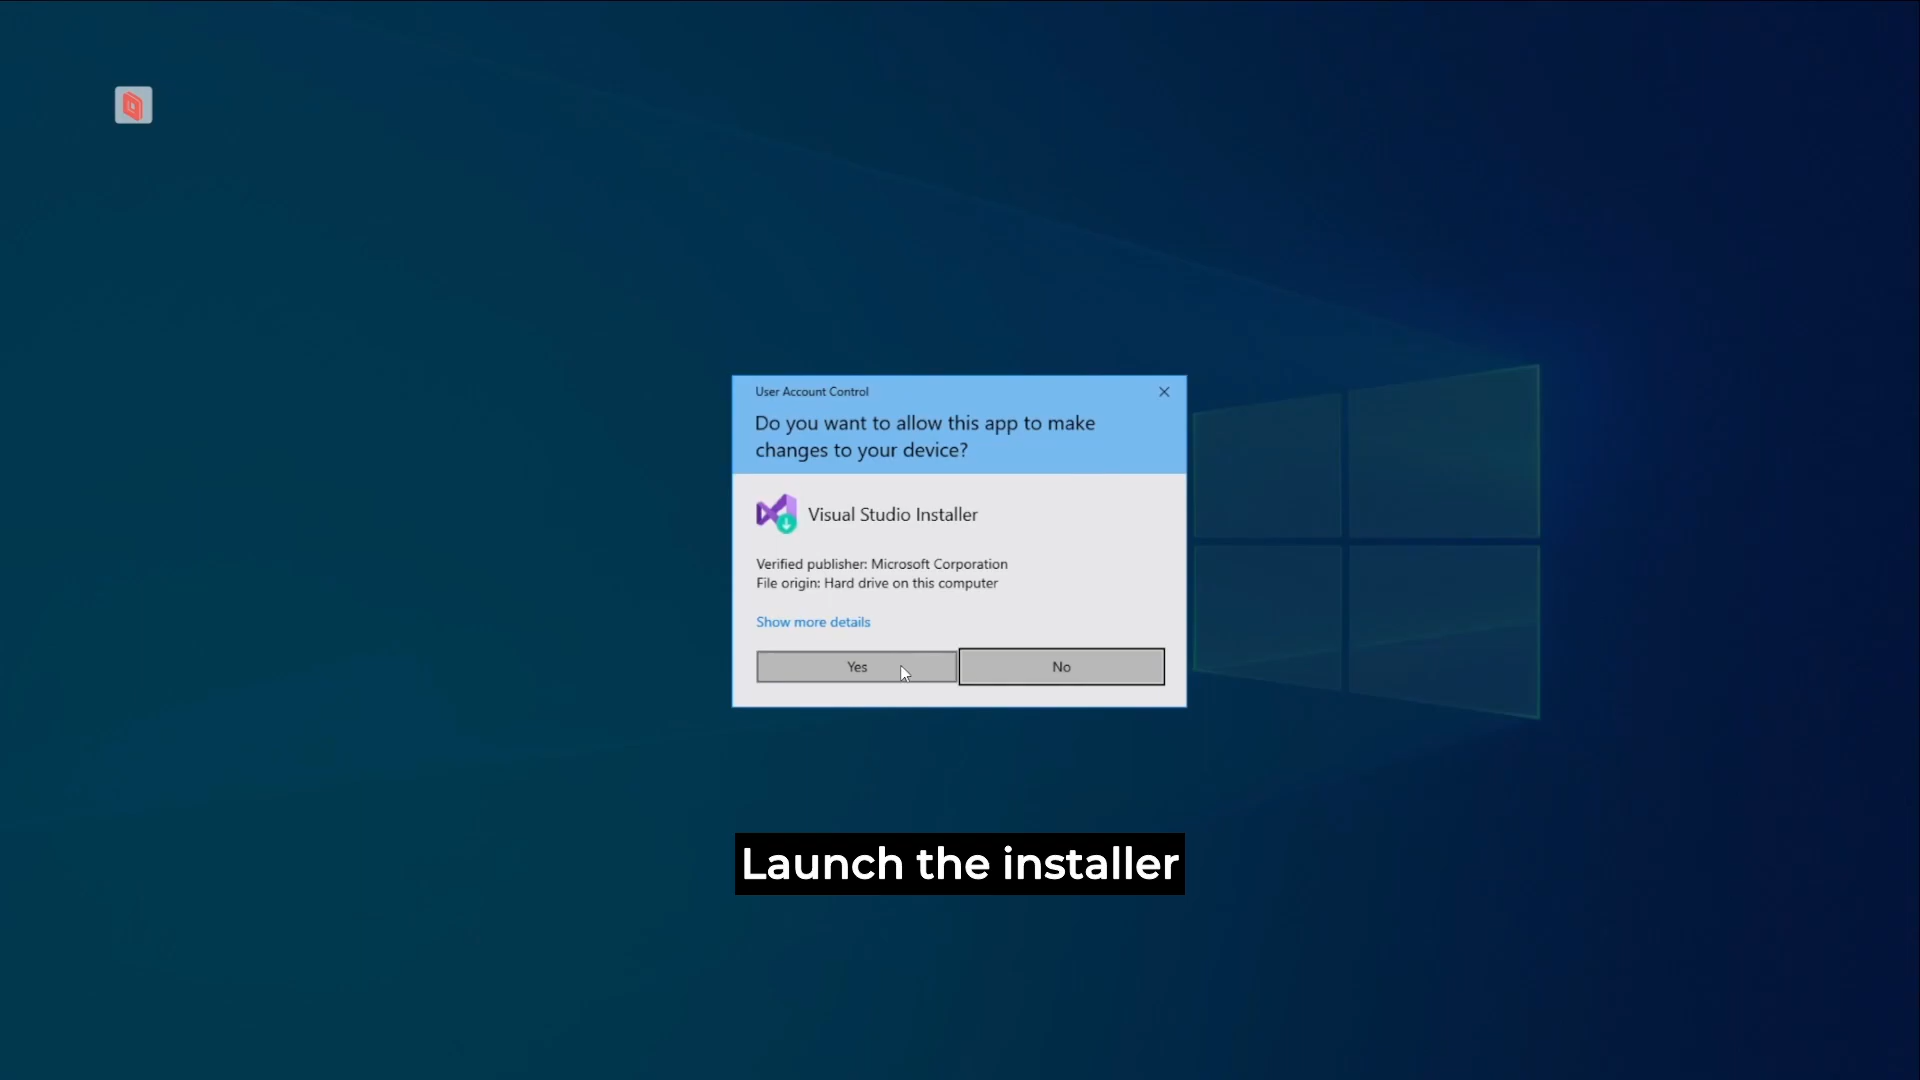 User Account Control
Do you want to allow this app to make
changes to your device?
Visual Studio Installer
Verified publisher: Microsoft Corporation
File origin: Hard drive on this computer
Show more details
Yes
No
Launch the installer